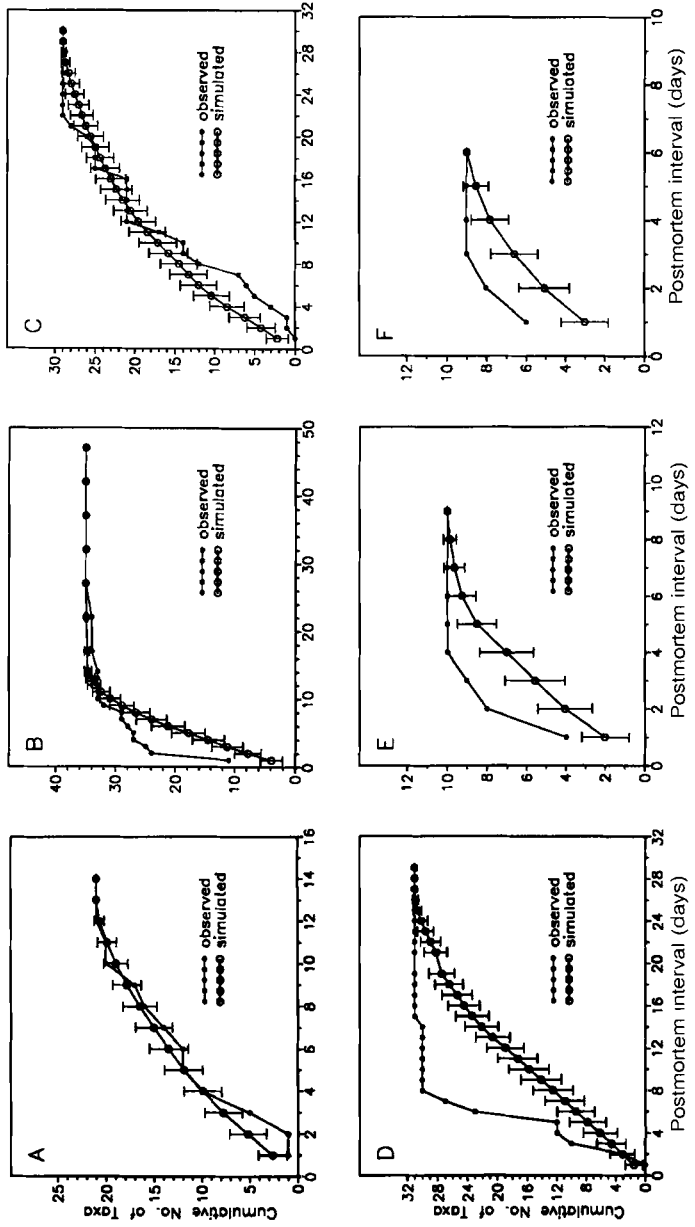 A
Cumulative No. of Taxa
25
20
15
10
5
0
observed
simulated
0 2 4 6 8 10 12 14 16
B
40
30
20
10
0
observed
simulated
0 10 20 30 40 50
C
30
25
20
15
10
5
0
observed
simulated
0 4 8 12 16 20 24 28 32
D
Cumulative No. of Taxa
32
28
24
20
16
12
8
4
0
observed
simulated
0 4 8 12 16 20 24 28 32
Postmortem interval (days)
E
12
10
8
6
4
2
0
observed
simulated
0 2 4 6 8 10 12
Postmortem interval (days)
F
12
10
8
6
4
2
0
observed
simulated
0 2 4 6 8 10
Postmortem interval (days)